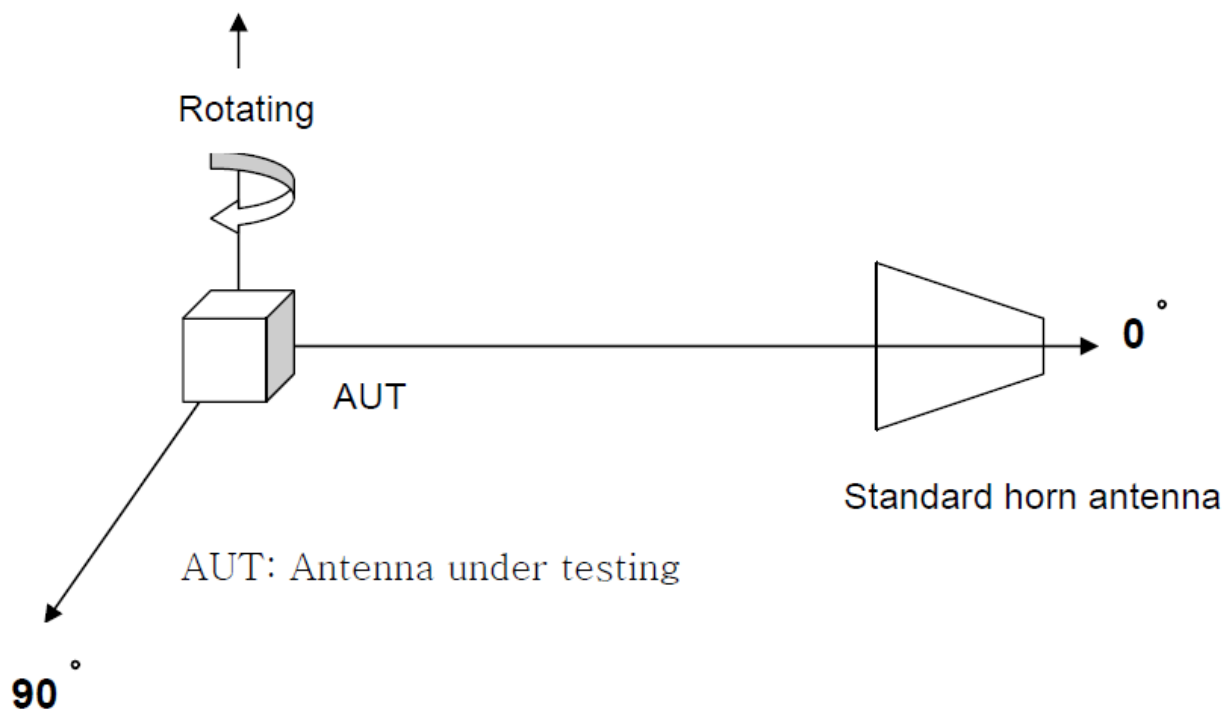 Rotating
0°
AUT
Standard horn antenna
AUT: Antenna under testing
90°